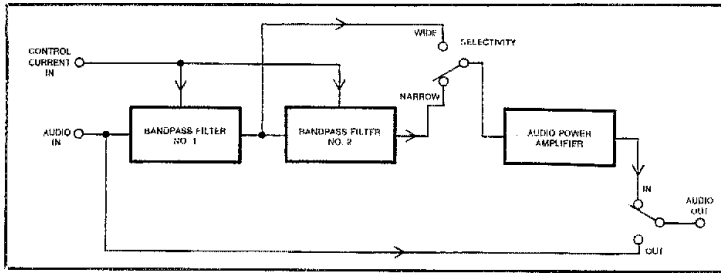 WIDE
SELECTIVITY
CONTROL
CURRENT
IN
NARROW
AUDIO
IN
BANDPASS FILTER
NO. 1
BANDPASS FILTER
NO. 2
AUDIO POWER
AMPLIFIER
IN
AUDIO
OUT
OUT